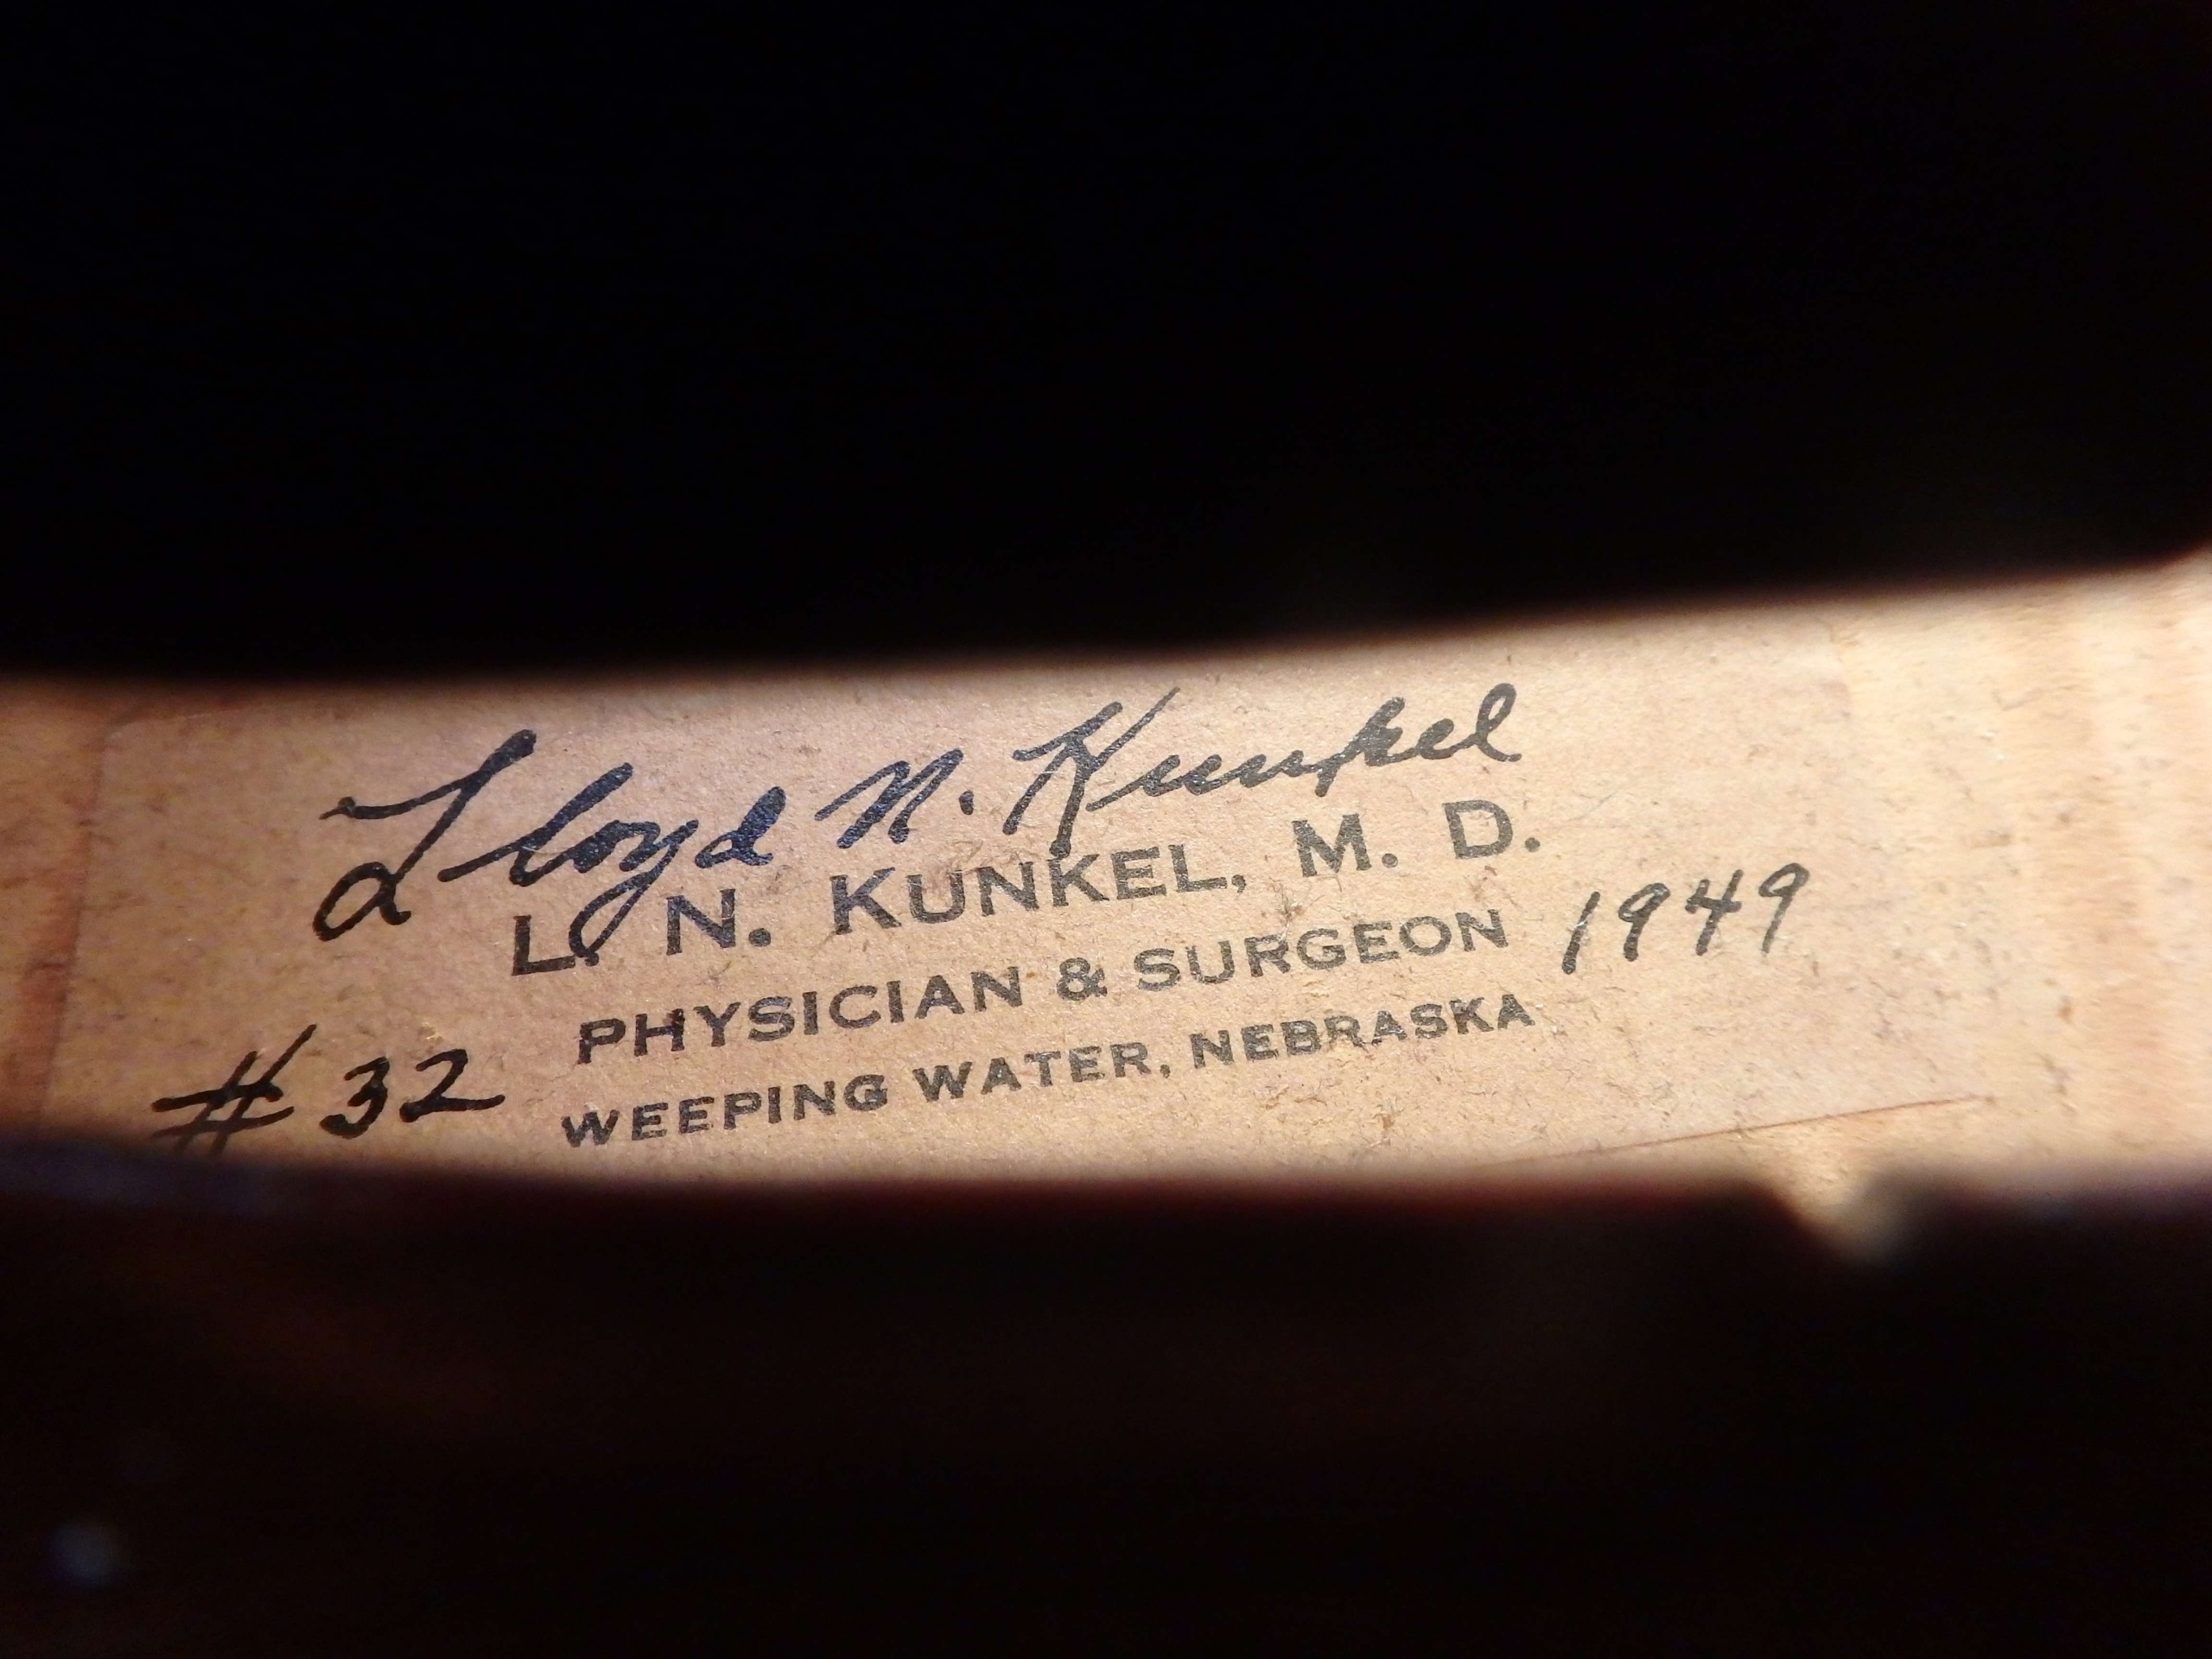 Lloyd N. Kunkel
L. N. KUNKEL, M. D.
PHYSICIAN & SURGEON 1949
#32 WEEPING WATER, NEBRASKA